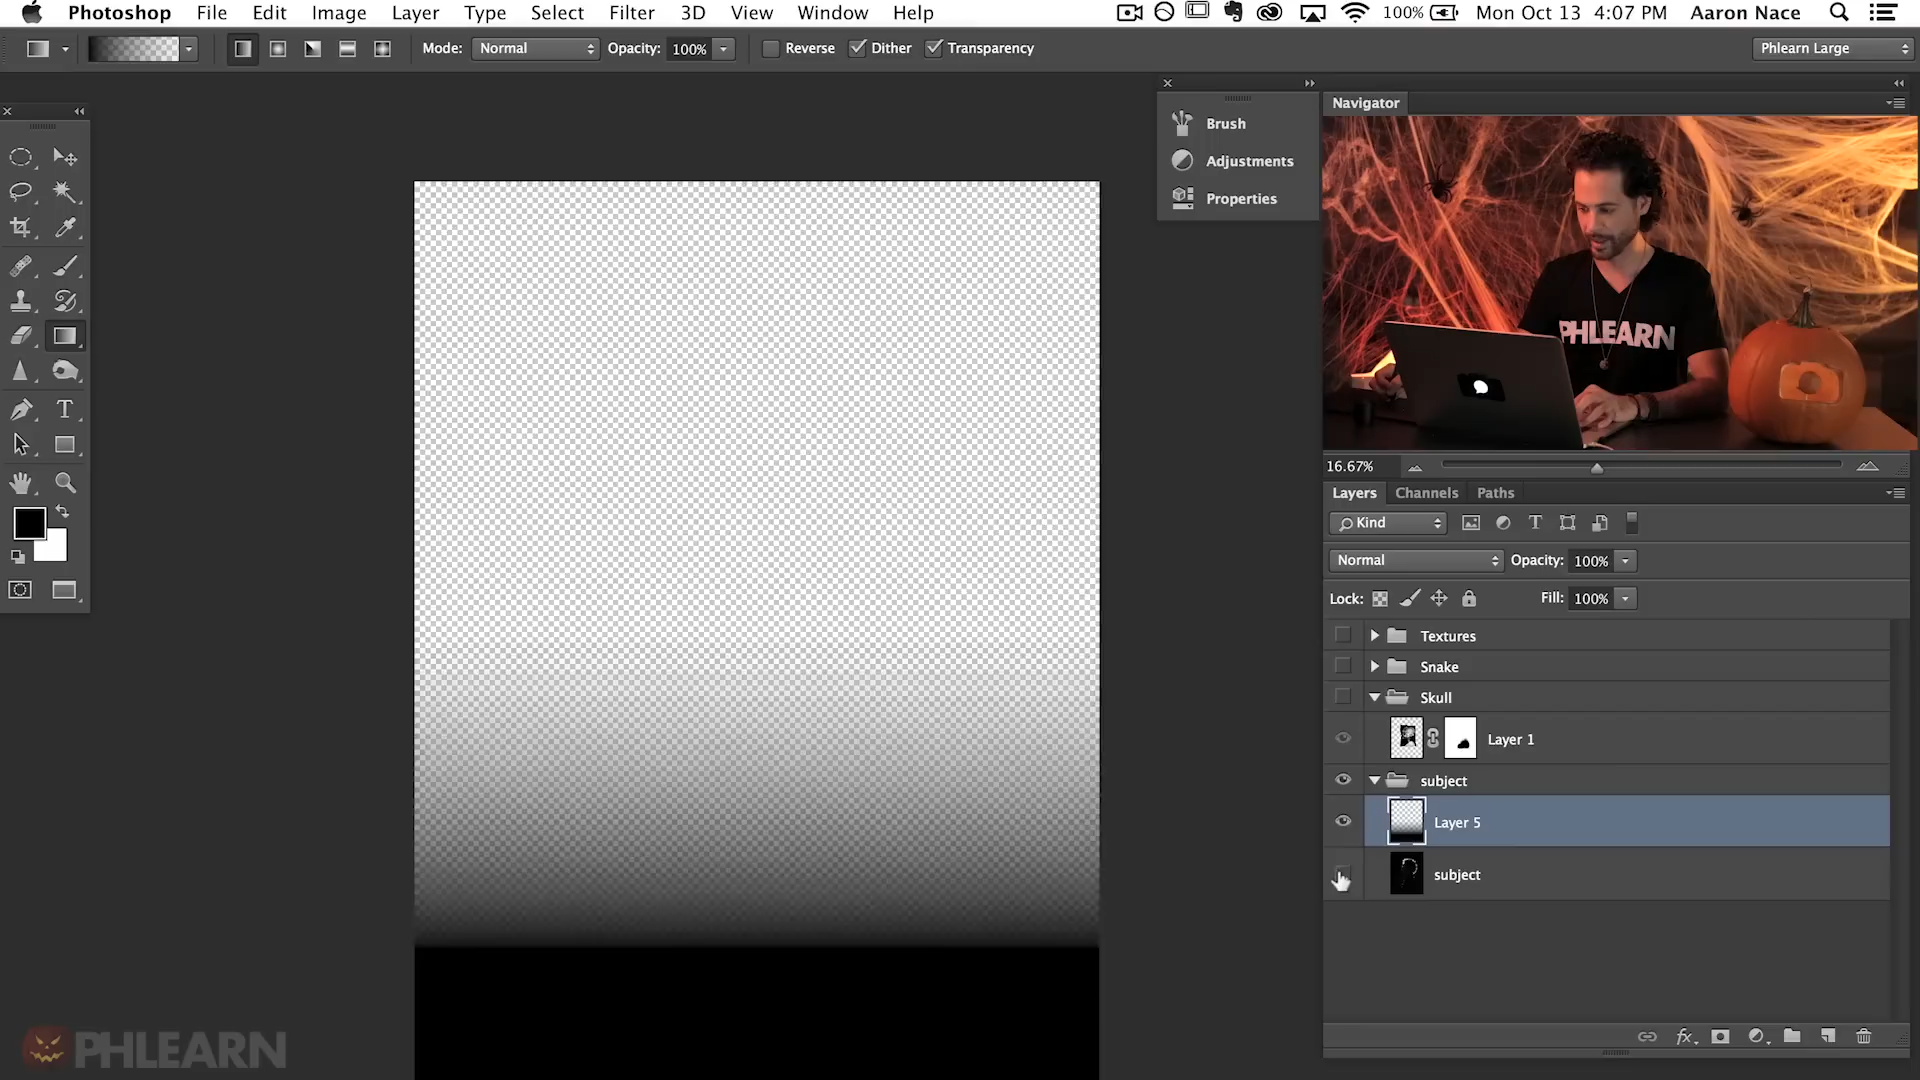 Photoshop File Edit Image Layer Type Select Filter 3D View Window Help 100% Mon Oct 13 4:07 PM Aaron Nace
Mode: Normal Opacity: 100% Reverse Dither Transparency Phlearn Large
Navigator
Brush
Adjustments
Properties
PHLEARN
T
16.67%
Layers Channels Paths
Kind T
Normal Opacity: 100%
Lock: Fill: 100%
Textures
Snake
Skull
Layer 1
subject
Layer 5
subject
fx
PHLEARN